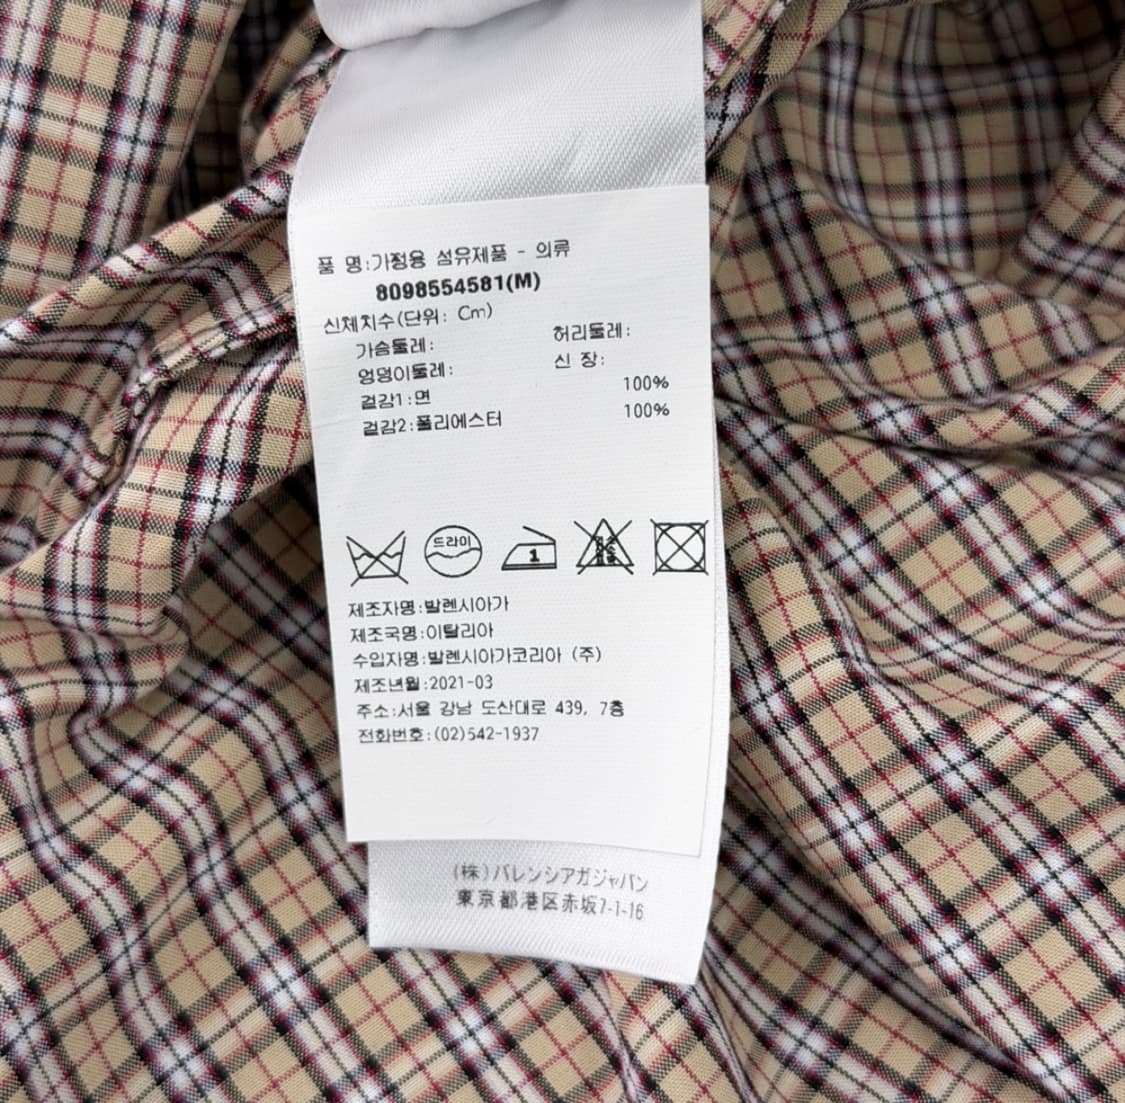 품 명:가정용 섬유제품 - 의류
8098554581(M)
신체치수(단위: Cm)
가슴둘레: 허리둘레:
엉덩이둘레: 신 장:
겉감1:면 100%
겉감2:폴리에스터 100%
드라이
1
제조자명:발렌시아가
제조국명:이탈리아
수입자명:발렌시아가코리아 (주)
제조년월:2021-03
주소:서울 강남 도산대로 439, 7층
전화번호:(02)542-1937
(株)バレンシアガジャパン
東京都港区赤坂7-1-16